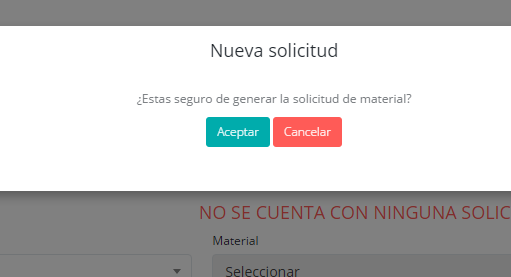 Nueva solicitud
¿Estas seguro de generar la solicitud de material?
Aceptar Cancelar
NO SE CUENTA CON NINGUNA SOLIC
Material
Seleccionar